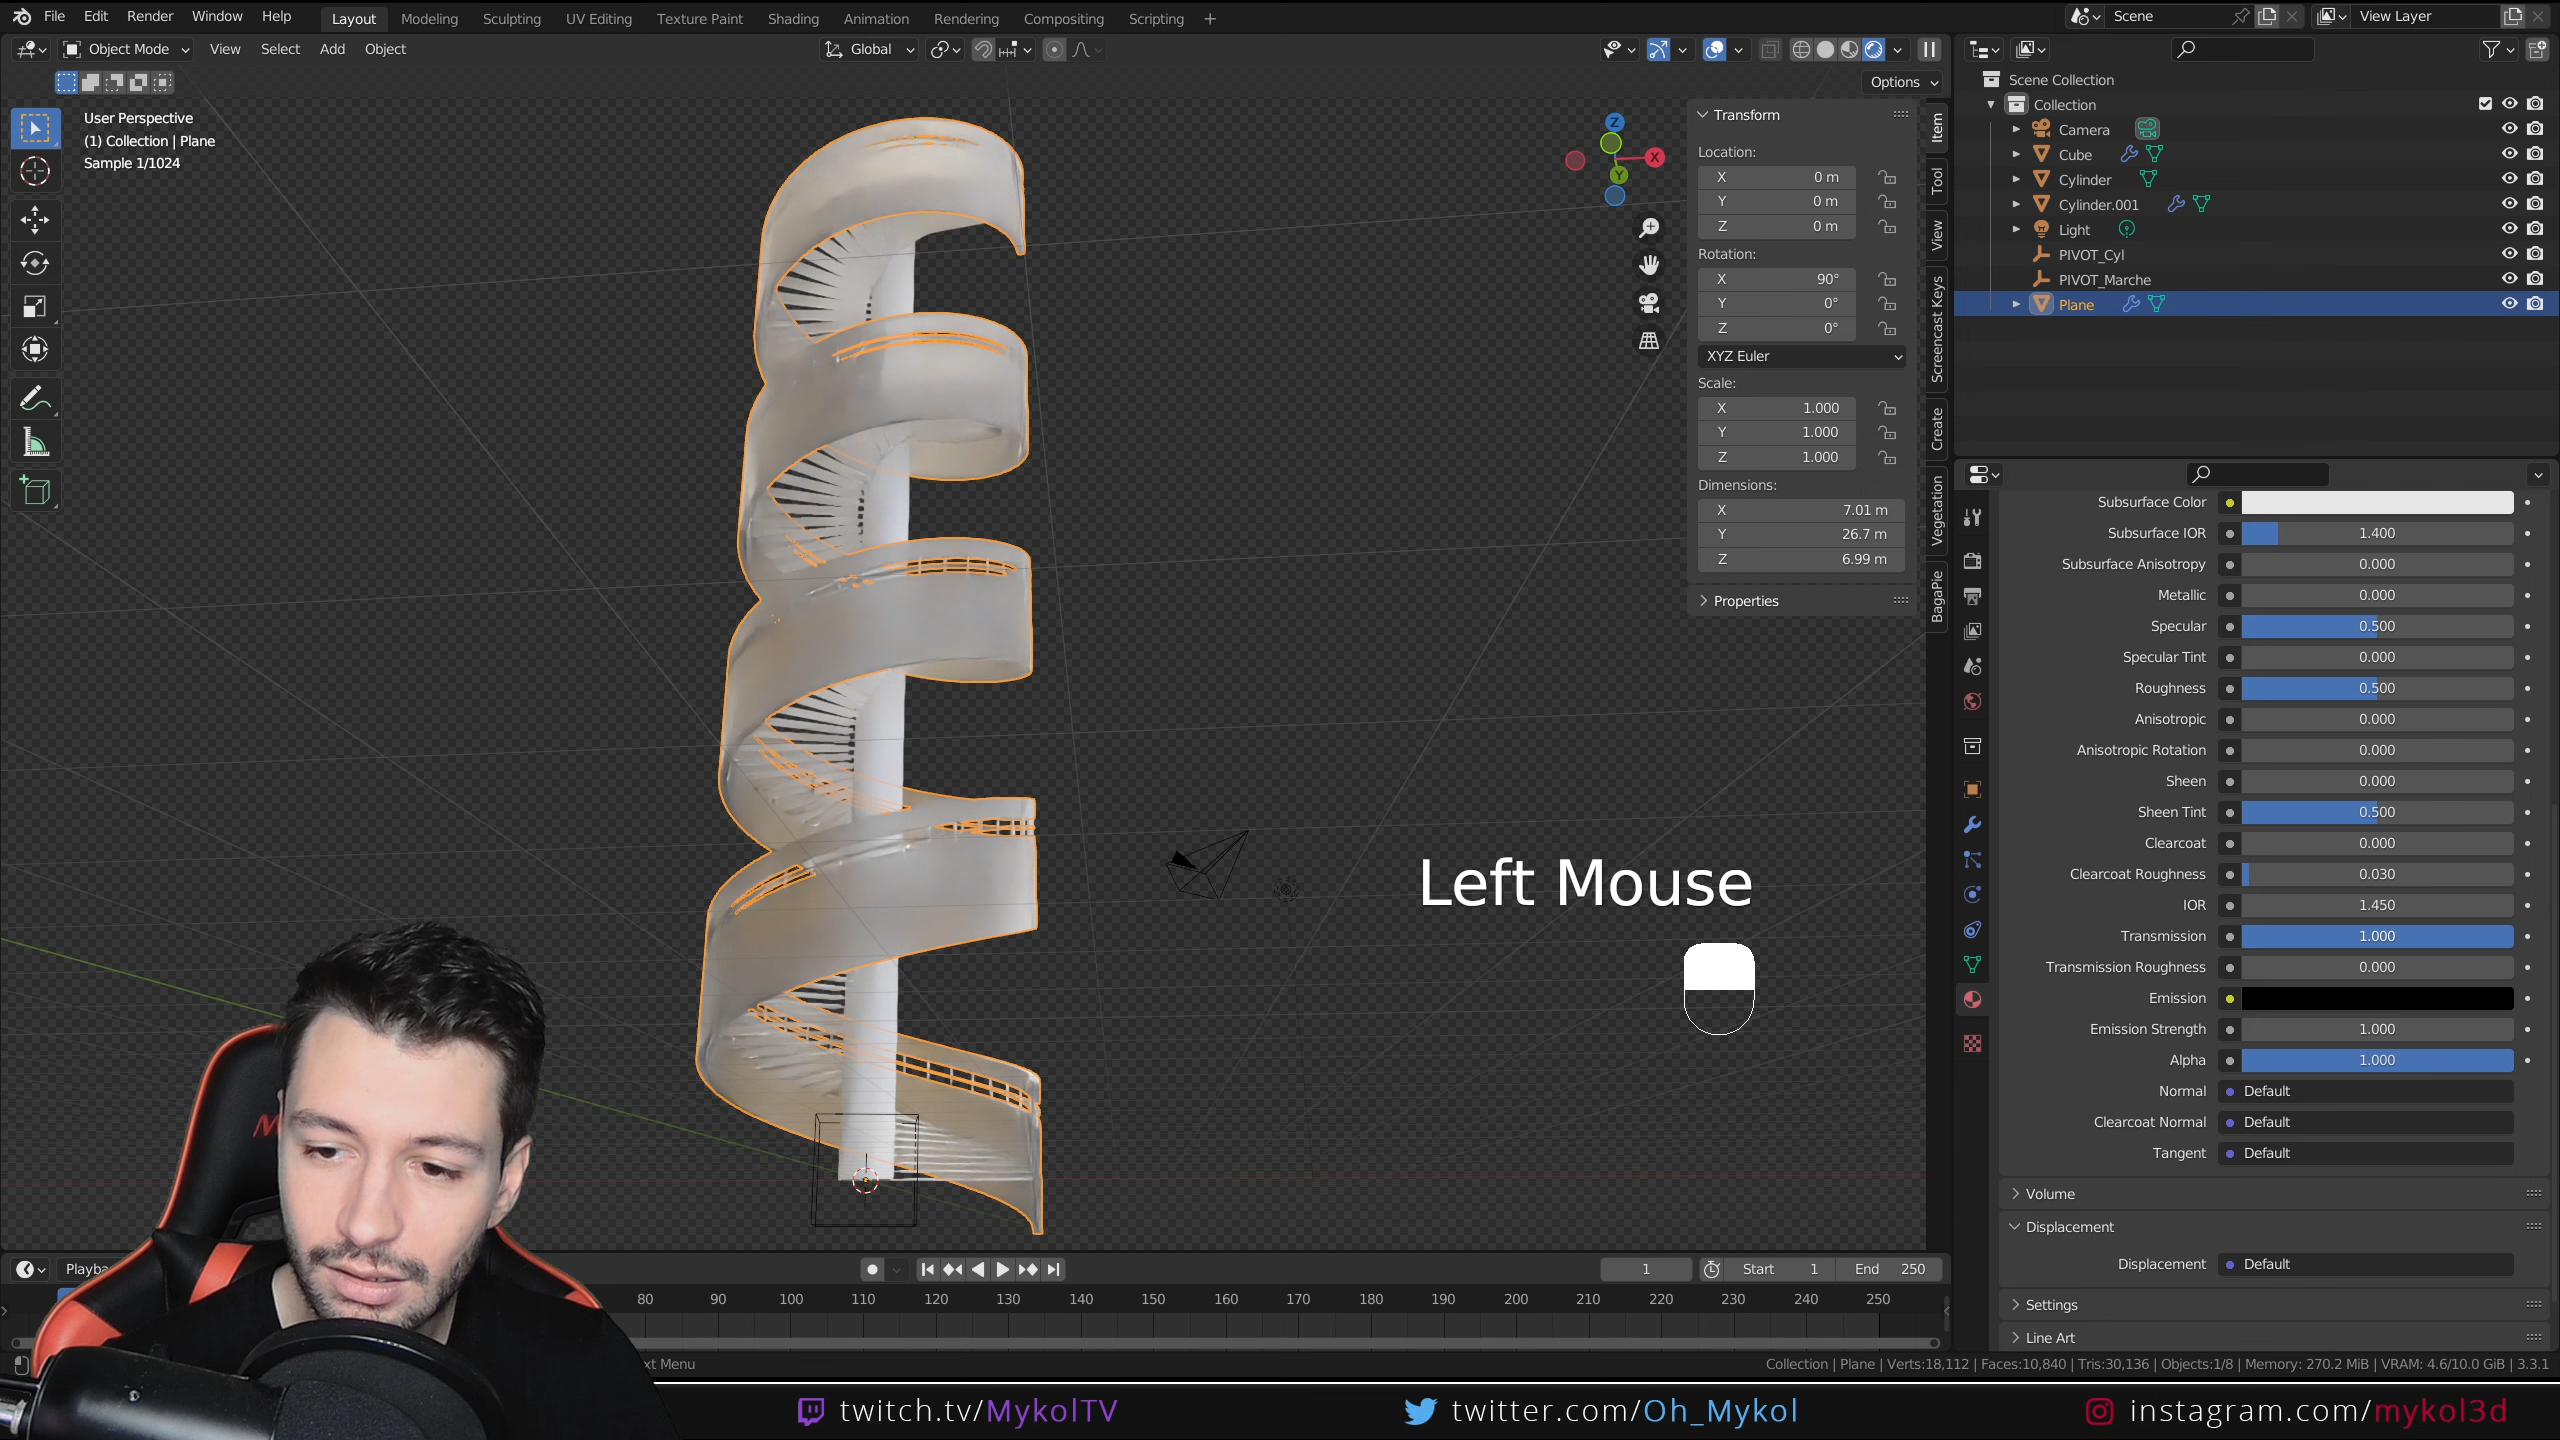 File Edit Render Window Help Layout Modeling Sculpting UV Editing Texture Paint Shading Animation Rendering Compositing Scripting + Scene View Layer
Object Mode View Select Add Object Global
Options
User Perspective
(1) Collection | Plane
Sample 1/1024
Z
X
Y
Transform
Location:
X 0 m
Y 0 m
Z 0 m
Rotation:
X 90°
Y 0°
Z 0°
XYZ Euler
Scale:
X 1.000
Y 1.000
Z 1.000
Dimensions:
X 7.01 m
Y 26.7 m
Z 6.99 m
Properties
Item
Tool
View
Screencast Keys
Create
Vegetation
BagaPie
Scene Collection
Collection
Camera
Cube
Cylinder
Cylinder.001
Light
PIVOT_Cyl
PIVOT_Marche
Plane
Subsurface Color
Subsurface IOR 1.400
Subsurface Anisotropy 0.000
Metallic 0.000
Specular 0.500
Specular Tint 0.000
Roughness 0.500
Anisotropic 0.000
Anisotropic Rotation 0.000
Sheen 0.000
Sheen Tint 0.500
Clearcoat 0.000
Clearcoat Roughness 0.030
IOR 1.450
Transmission 1.000
Transmission Roughness 0.000
Emission
Emission Strength 1.000
Alpha 1.000
Normal Default
Clearcoat Normal Default
Tangent Default
Volume
Displacement
Displacement Default
Settings
Line Art
Left Mouse
1 Start 1 End 250
80 90 100 110 120 130 140 150 160 170 180 190 200 210 220 230 240 250
Menu
Collection | Plane | Verts:18,112 | Faces:10,840 | Tris:30,136 | Objects:1/8 | Memory: 270.2 MiB | VRAM: 4.6/10.0 GiB | 3.3.1
twitch.tv/MykolTV twitter.com/Oh_Mykol instagram.com/mykol3d